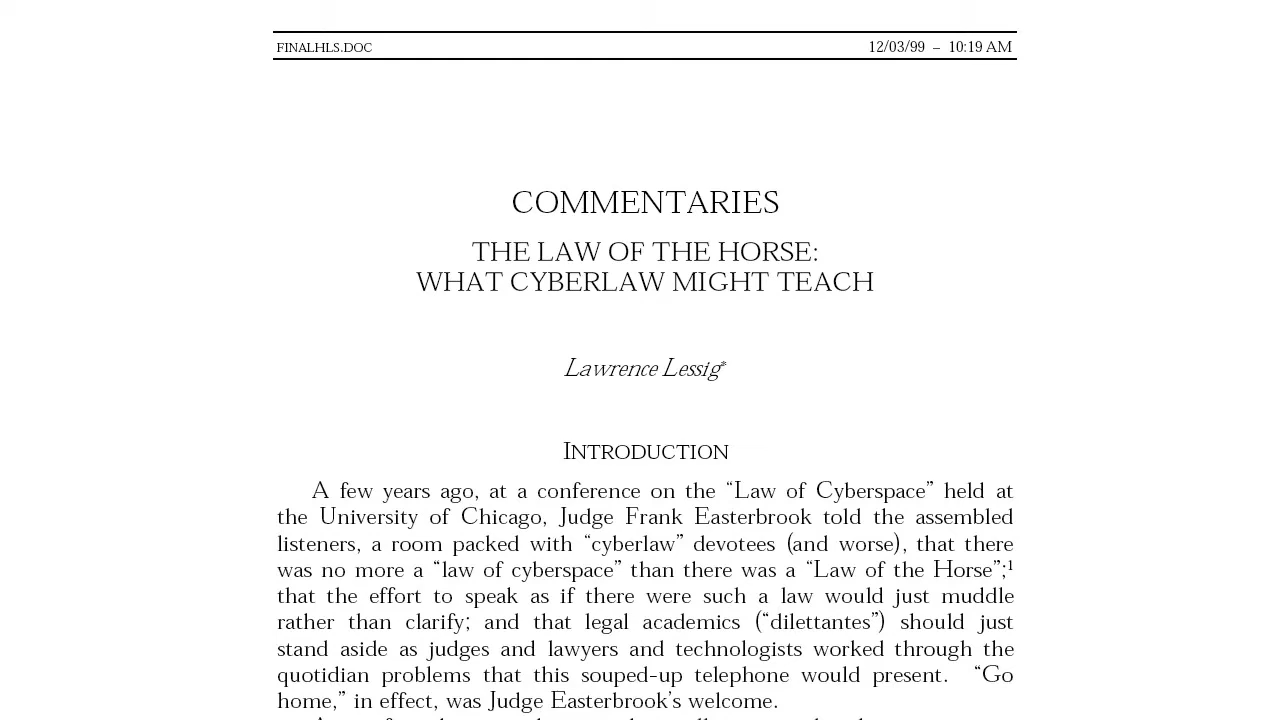 FINALHLS.DOC 12/03/99 – 10:19 AM
COMMENTARIES
THE LAW OF THE HORSE:
WHAT CYBERLAW MIGHT TEACH
Lawrence Lessig*
INTRODUCTION
A few years ago, at a conference on the “Law of Cyberspace” held at
the University of Chicago, Judge Frank Easterbrook told the assembled
listeners, a room packed with “cyberlaw” devotees (and worse), that there
was no more a “law of cyberspace” than there was a “Law of the Horse”;¹
that the effort to speak as if there were such a law would just muddle
rather than clarify; and that legal academics (“dilettantes”) should just
stand aside as judges and lawyers and technologists worked through the
quotidian problems that this souped-up telephone would present. “Go
home,” in effect, was Judge Easterbrook’s welcome.